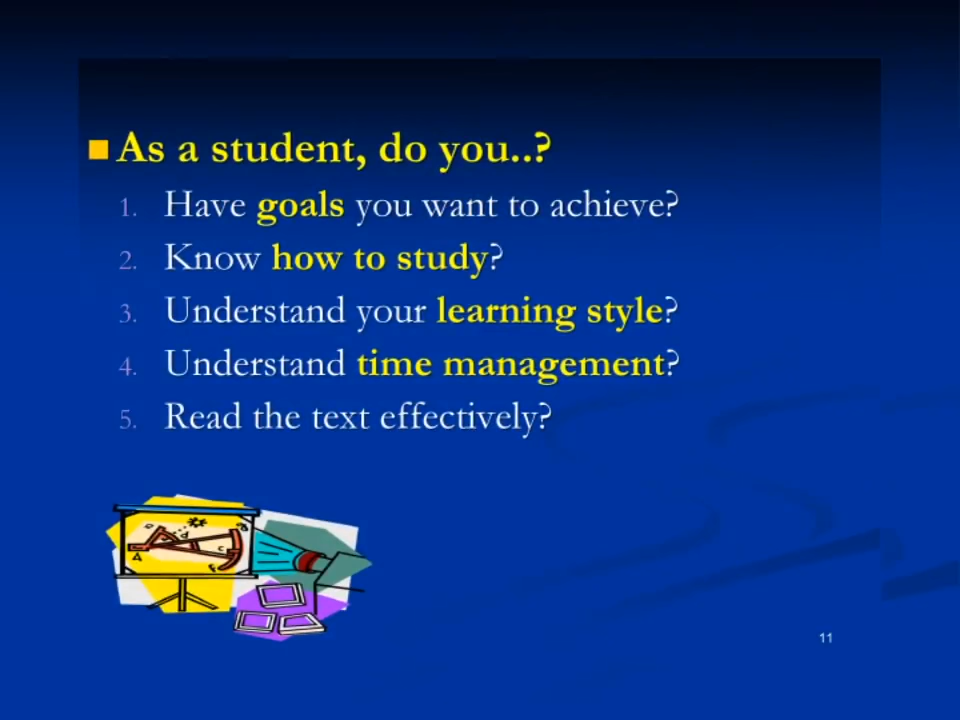 As a student, do you..?
1. Have goals you want to achieve?
2. Know how to study?
3. Understand your learning style?
4. Understand time management?
5. Read the text effectively?
A
C
11